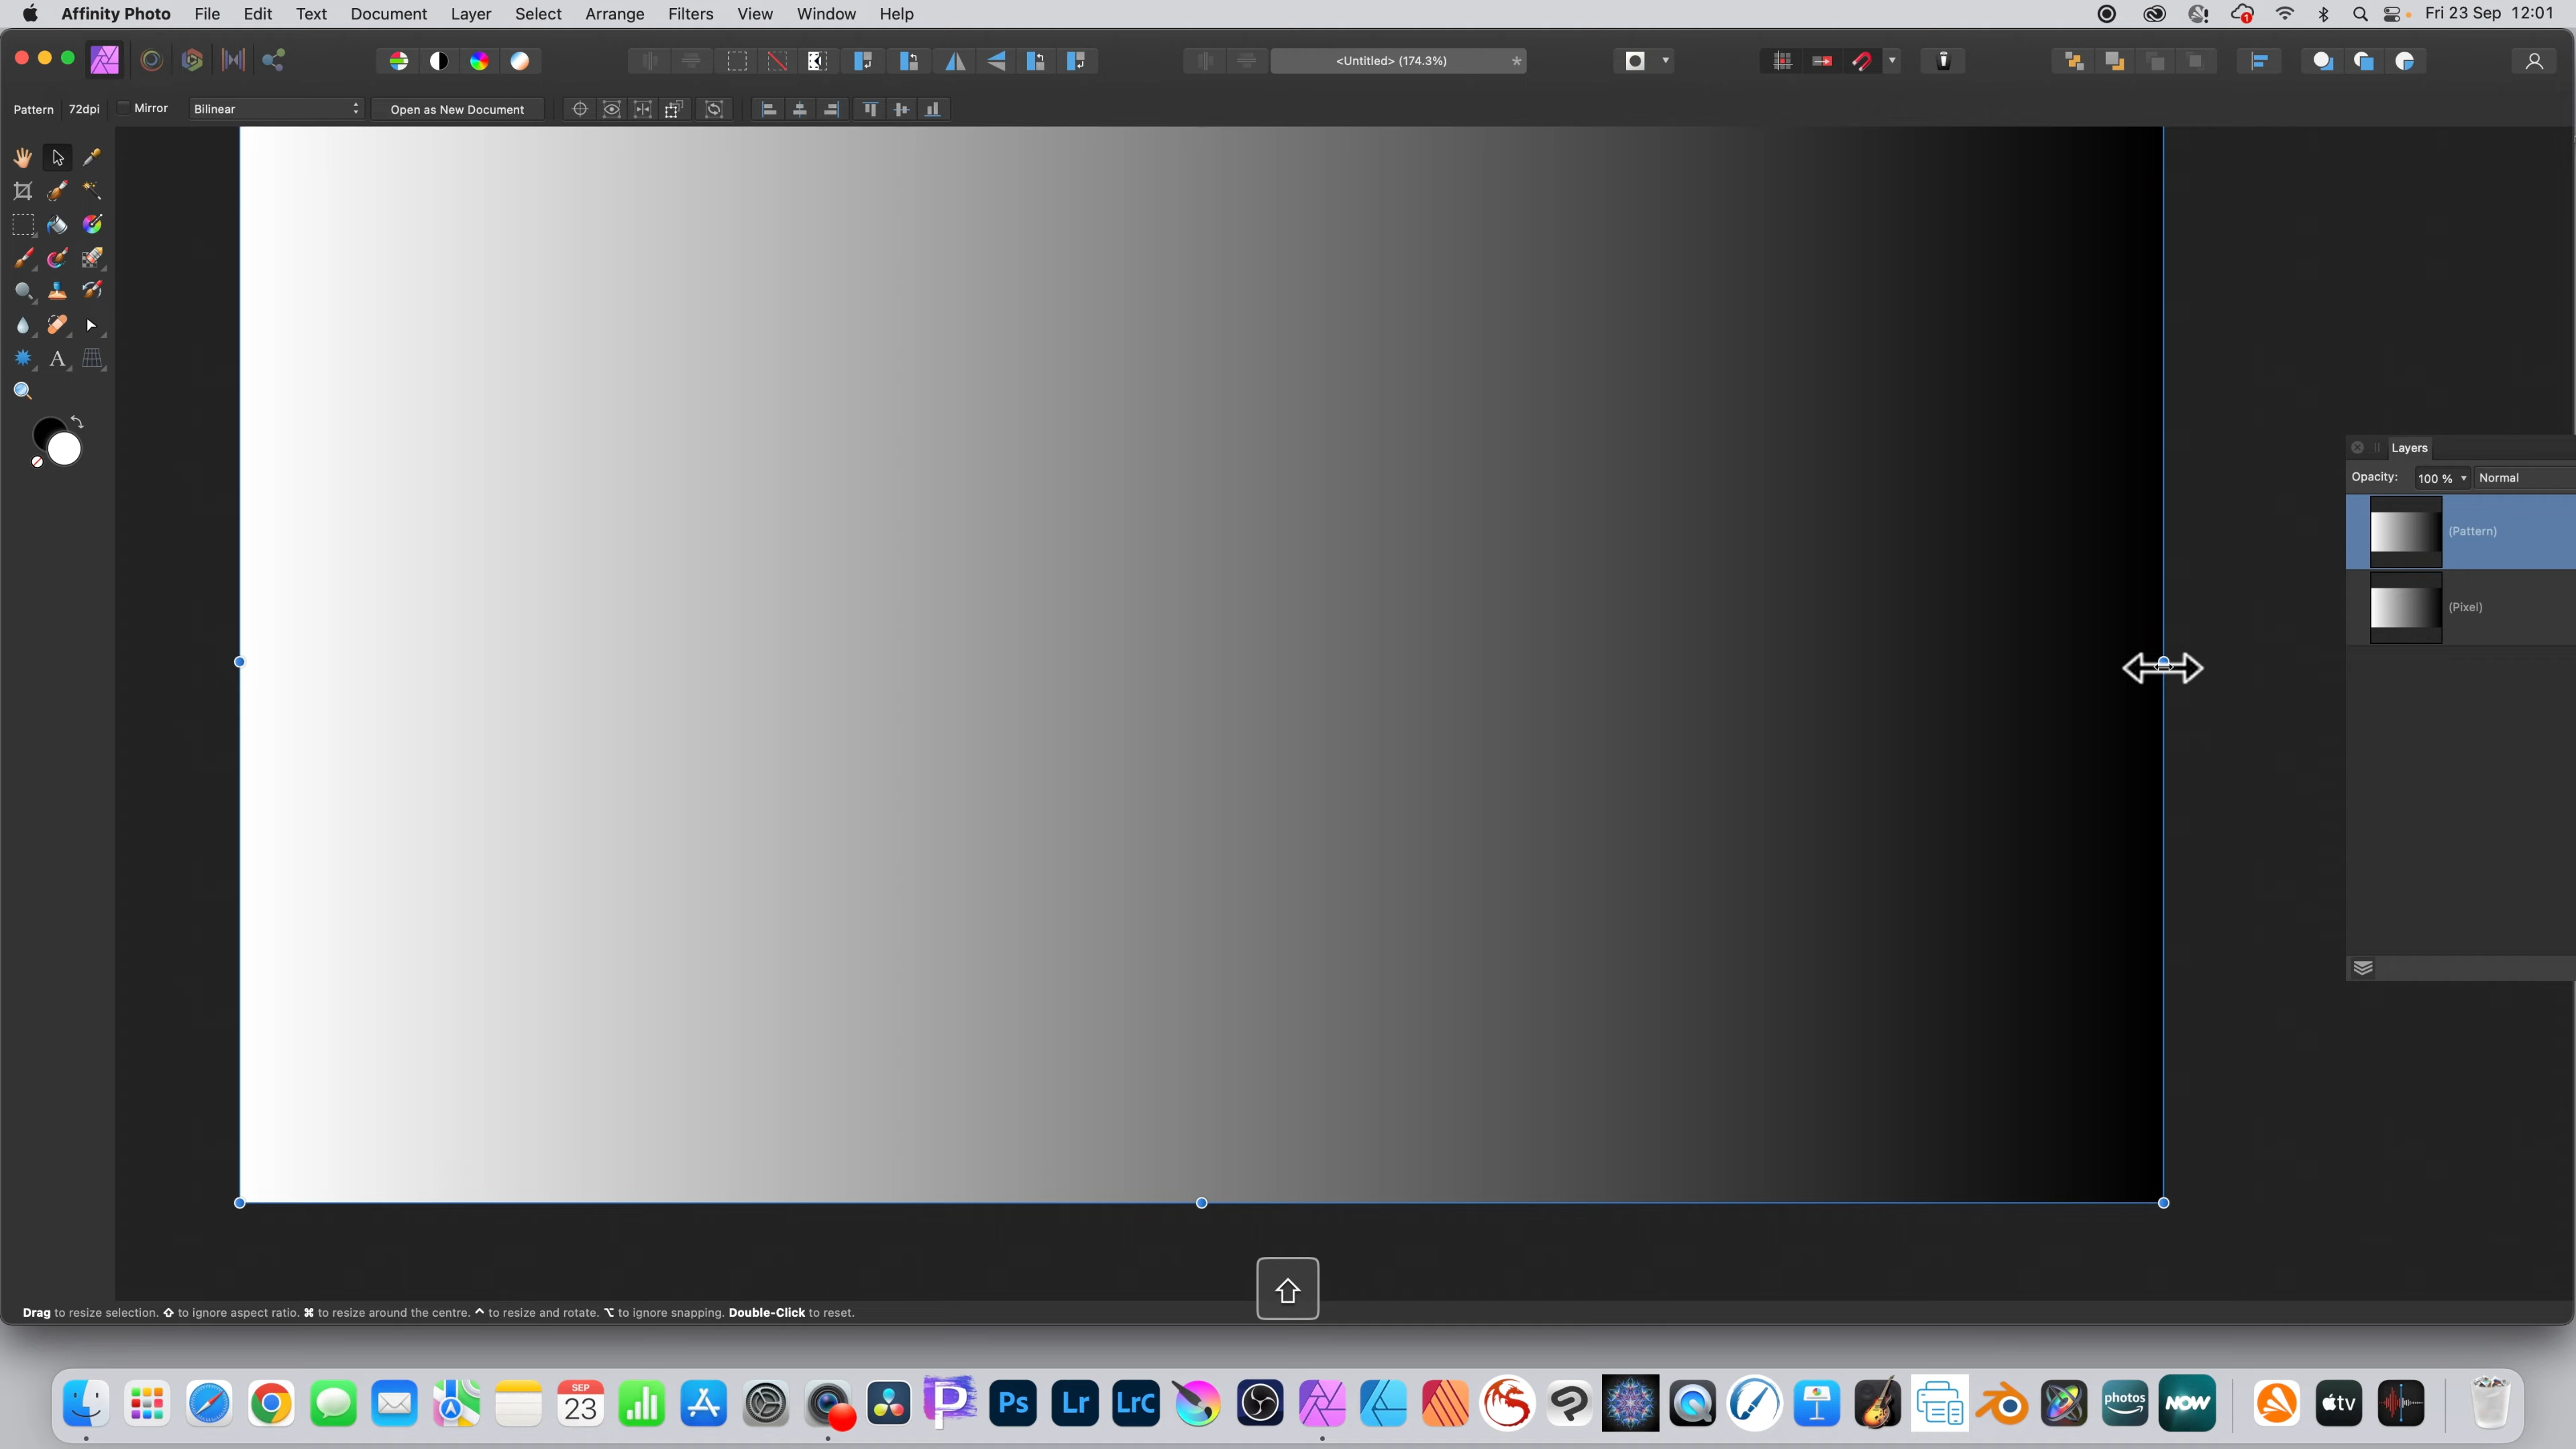 Affinity Photo File Edit Text Document Layer Select Arrange Filters View Window Help 1 Fri 23 Sep 12:01
<Untitled> (174.3%) *
Pattern 72dpi Mirror Bilinear Open as New Document
Layers
Opacity: 100 % Normal
(Pattern)
(Pixel)
A
Drag to resize selection. ⇧ to ignore aspect ratio. ⌘ to resize around the centre. ^ to resize and rotate. ⌥ to ignore snapping. Double-Click to reset.
SEP
23
Ps
Lr
LrC
photos
NOW
tv